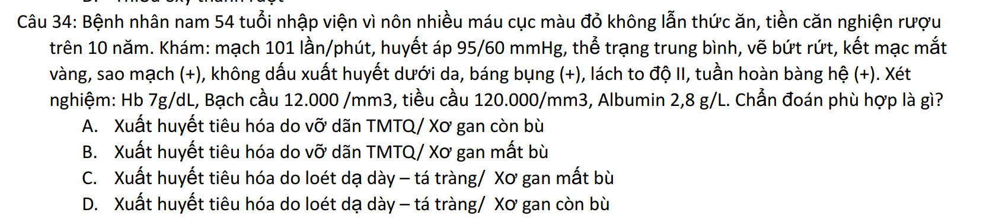 Câu 34: Bệnh nhân nam 54 tuổi nhập viện vì nôn nhiều máu cục màu đỏ không lẫn thức ăn, tiền căn nghiện rượu
trên 10 năm. Khám: mạch 101 lần/phút, huyết áp 95/60 mmHg, thể trạng trung bình, vẽ bứt rứt, kết mạc mắt
vàng, sao mạch (+), không dấu xuất huyết dưới da, báng bụng (+), lách to độ II, tuần hoàn bàng hệ (+). Xét
nghiệm: Hb 7g/dL, Bạch cầu 12.000 /mm3, tiều cầu 120.000/mm3, Albumin 2,8 g/L. Chẩn đoán phù hợp là gì?
A. Xuất huyết tiêu hóa do vỡ dãn TMTQ/ Xơ gan còn bù
B. Xuất huyết tiêu hóa do vỡ dãn TMTQ/ Xơ gan mất bù
C. Xuất huyết tiêu hóa do loét dạ dày – tá tràng/ Xơ gan mất bù
D. Xuất huyết tiêu hóa do loét dạ dày – tá tràng/ Xơ gan còn bù